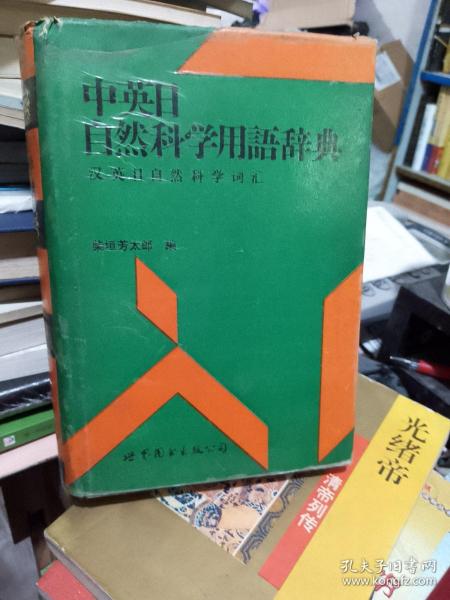 中英日
自然科学用語辞典
汉英日自然科学词汇
柴垣芳太郎 编
世界图书出版公司
光绪帝
清帝列传
孔夫子旧书网
www.kongfz.com